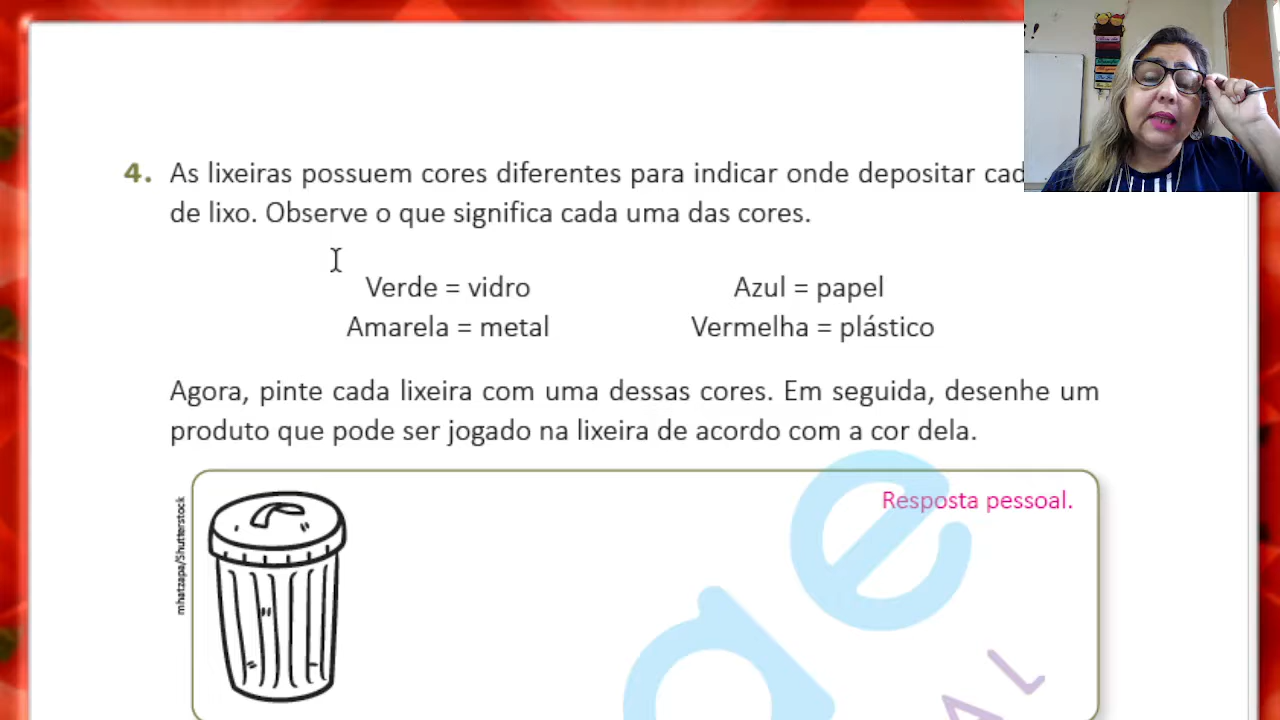 4. As lixeiras possuem cores diferentes para indicar onde depositar cad
de lixo. Observe o que significa cada uma das cores.
Verde = vidro Azul = papel
Amarela = metal Vermelha = plástico
Agora, pinte cada lixeira com uma dessas cores. Em seguida, desenhe um
produto que pode ser jogado na lixeira de acordo com a cor dela.
Resposta pessoal.
mhatzapa/Shutterstock